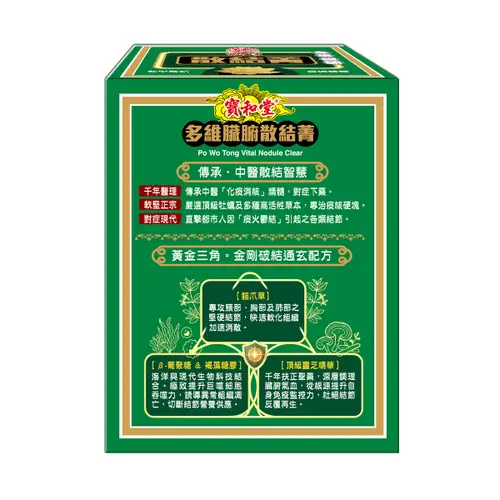 散結菁
寶和堂
多維臟腑散結菁
Po Wo Tong Vital Nodule Clear
傳承·中醫散結智慧
千年醫理 傳承中醫「化痰消核」精髓，對症下藥。
軟堅正宗 嚴選頂級牡蠣及多種高活性草本，專治痰核硬塊。
對症現代 直擊都市人因「痰火鬱結」引起之各類結節。
黃金三角。金剛破結通玄配方
[貓爪草]
專攻頸部、胸部及肺部之
堅硬結節，快速軟化組織
加速消散。
[β-葡聚糖 & 褐藻糖膠]
海洋與現代生物科技結
合。極致提升巨噬細胞
吞噬力，誘導異常組織凋
亡，切斷結節營養供應。
[頂級靈芝精華]
千年扶正聖藥，深層調理
臟腑氣血，從根源提升自
身免疫監控力，杜絕結節
反覆再生。